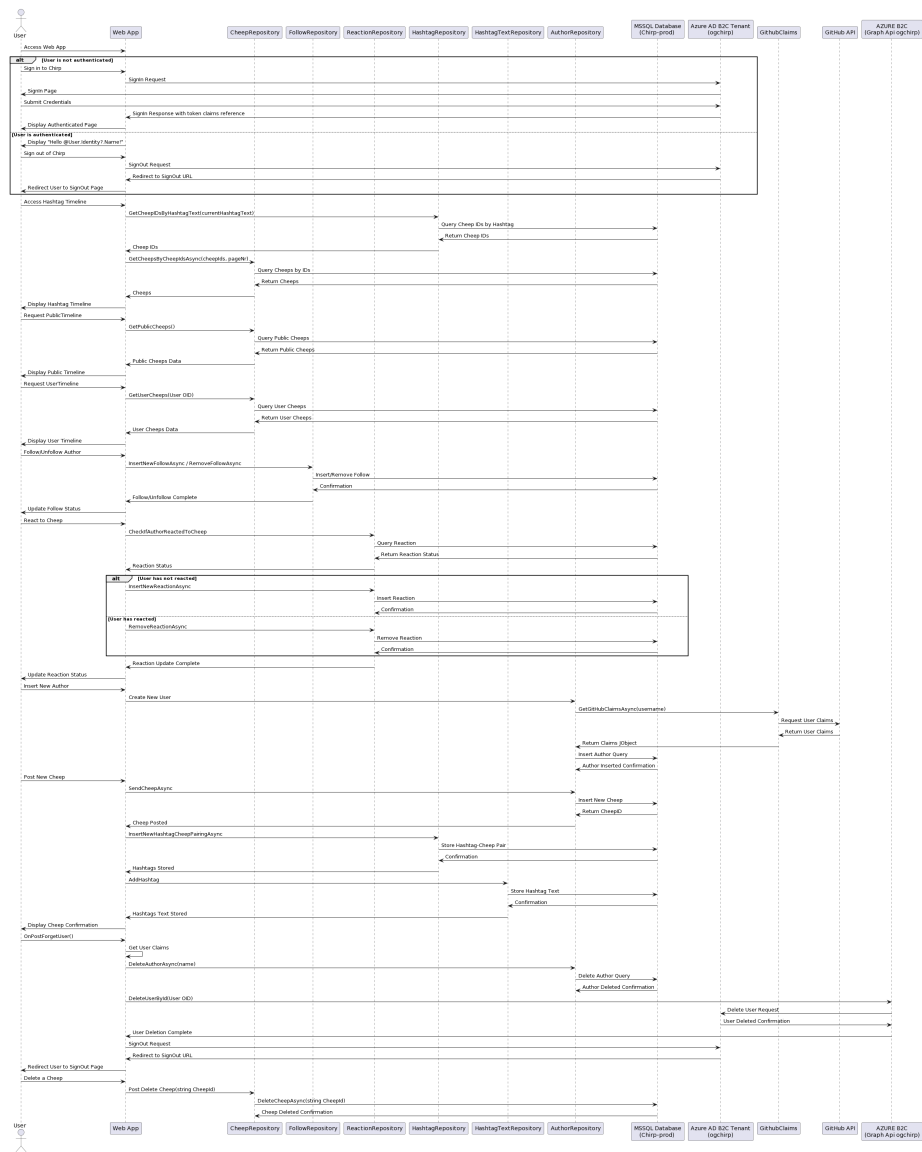 User
Web App
CheepRepository
FollowRepository
ReactionRepository
HashtagRepository
HashtagTextRepository
AuthorRepository
MSSQL Database
(Chirp-prod)
Azure AD B2C Tenant
(ogchirp)
GithubClaims
GitHub API
AZURE B2C
(Graph Api ogchirp)
Access Web App
alt [User is not authenticated]
Sign in to Chirp
SignIn Request
SignIn Page
Submit Credentials
SignIn Response with token claims reference
Display Authenticated Page
[User is authenticated]
Display "Hello @User.Identity?.Name!"
Sign out of Chirp
SignOut Request
Redirect to SignOut URL
Redirect User to SignOut Page
Access Hashtag Timeline
GetCheepIDsByHashtagText(currentHashtagText)
Query Cheep IDs by Hashtag
Return Cheep IDs
Cheep IDs
GetCheepsByCheepIdsAsync(cheepIds, pageNr)
Query Cheeps by IDs
Return Cheeps
Cheeps
Display Hashtag Timeline
Request PublicTimeline
GetPublicCheeps()
Query Public Cheeps
Return Public Cheeps
Public Cheeps Data
Display Public Timeline
Request UserTimeline
GetUserCheeps(User OID)
Query User Cheeps
Return User Cheeps
User Cheeps Data
Display User Timeline
Follow/Unfollow Author
InsertNewFollowAsync / RemoveFollowAsync
Insert/Remove Follow
Confirmation
Follow/Unfollow Complete
Update Follow Status
React to Cheep
CheckIfAuthorReactedToCheep
Query Reaction
Return Reaction Status
Reaction Status
alt [User has not reacted]
InsertNewReactionAsync
Insert Reaction
Confirmation
[User has reacted]
RemoveReactionAsync
Remove Reaction
Confirmation
Reaction Update Complete
Update Reaction Status
Insert New Author
Create New User
GetGitHubClaimsAsync(username)
Request User Claims
Return User Claims
Return Claims JObject
Insert Author Query
Author Inserted Confirmation
Post New Cheep
SendCheepAsync
Insert New Cheep
Return CheepID
Cheep Posted
InsertNewHashtagCheepPairingAsync
Store Hashtag-Cheep Pair
Confirmation
Hashtags Stored
AddHashtag
Store Hashtag Text
Confirmation
Hashtags Text Stored
Display Cheep Confirmation
OnPostForgetUser()
Get User Claims
DeleteAuthorAsync(name)
Delete Author Query
Author Deleted Confirmation
DeleteUserById(User OID)
Delete User Request
User Deleted Confirmation
User Deletion Complete
SignOut Request
Redirect to SignOut URL
Redirect User to SignOut Page
Delete a Cheep
Post Delete Cheep(string CheepId)
DeleteCheepAsync(string CheepId)
Cheep Deleted Confirmation
User
Web App
CheepRepository
FollowRepository
ReactionRepository
HashtagRepository
HashtagTextRepository
AuthorRepository
MSSQL Database
(Chirp-prod)
Azure AD B2C Tenant
(ogchirp)
GithubClaims
GitHub API
AZURE B2C
(Graph Api ogchirp)